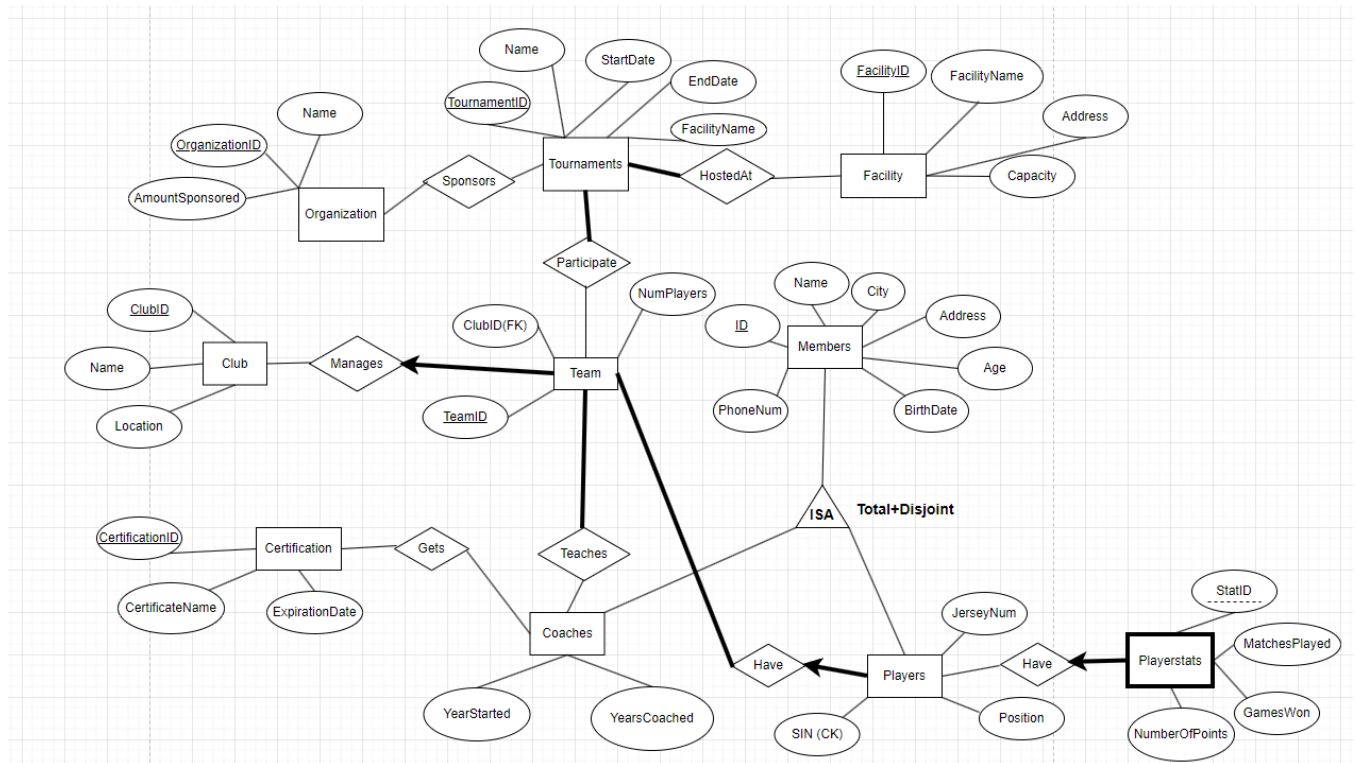 Name
StartDate
EndDate
TournamentID
FacilityName
Tournaments
FacilityID
FacilityName
Address
Capacity
Facility
HostedAt
Name
OrganizationID
AmountSponsored
Organization
Sponsors
Participate
NumPlayers
ClubID(FK)
Team
TeamID
ClubID
Name
Location
Club
Manages
Name
City
ID
Address
Members
Age
PhoneNum
BirthDate
ISA
Total+Disjoint
CertificationID
Certification
Gets
CertificateName
ExpirationDate
Teaches
Coaches
YearStarted
YearsCoached
Have
JerseyNum
Players
SIN (CK)
Position
Have
StatID
MatchesPlayed
Playerstats
GamesWon
NumberOfPoints